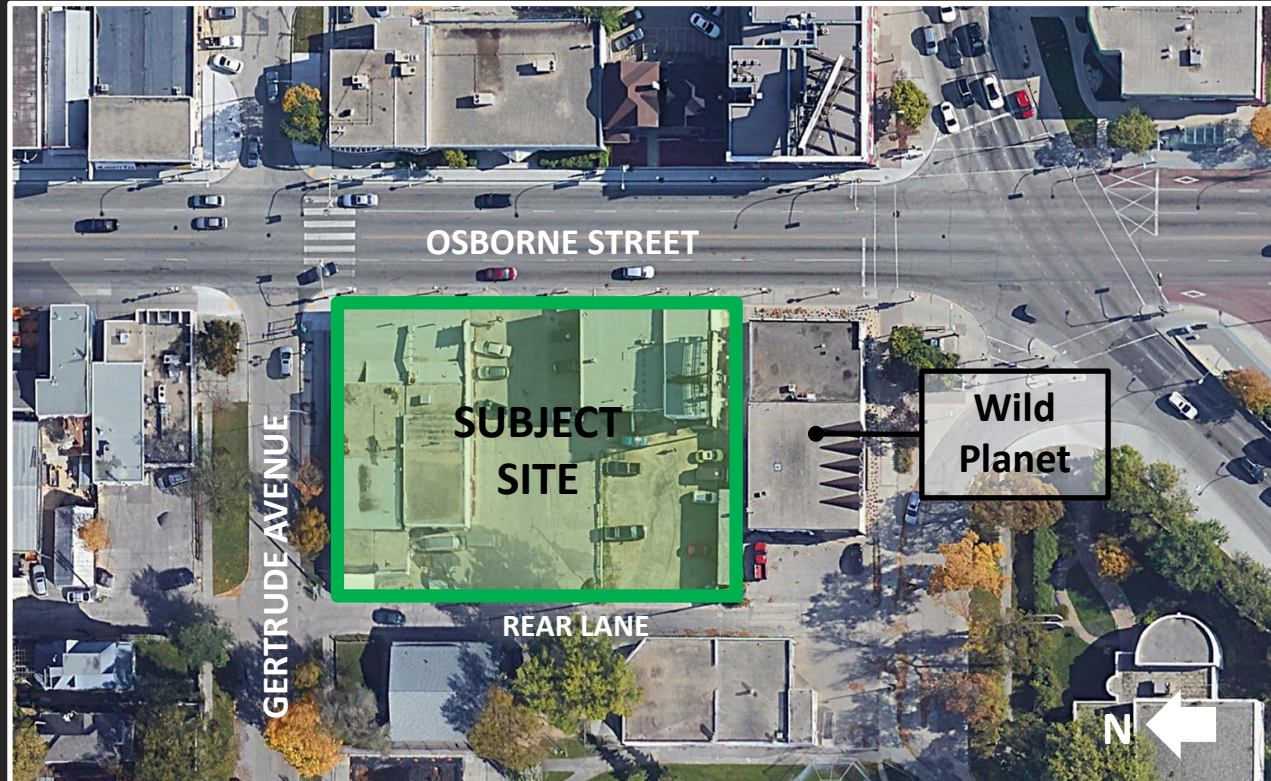 OSBORNE STREET
GERTRUDE AVENUE
SUBJECT
SITE
Wild
Planet
REAR LANE
N